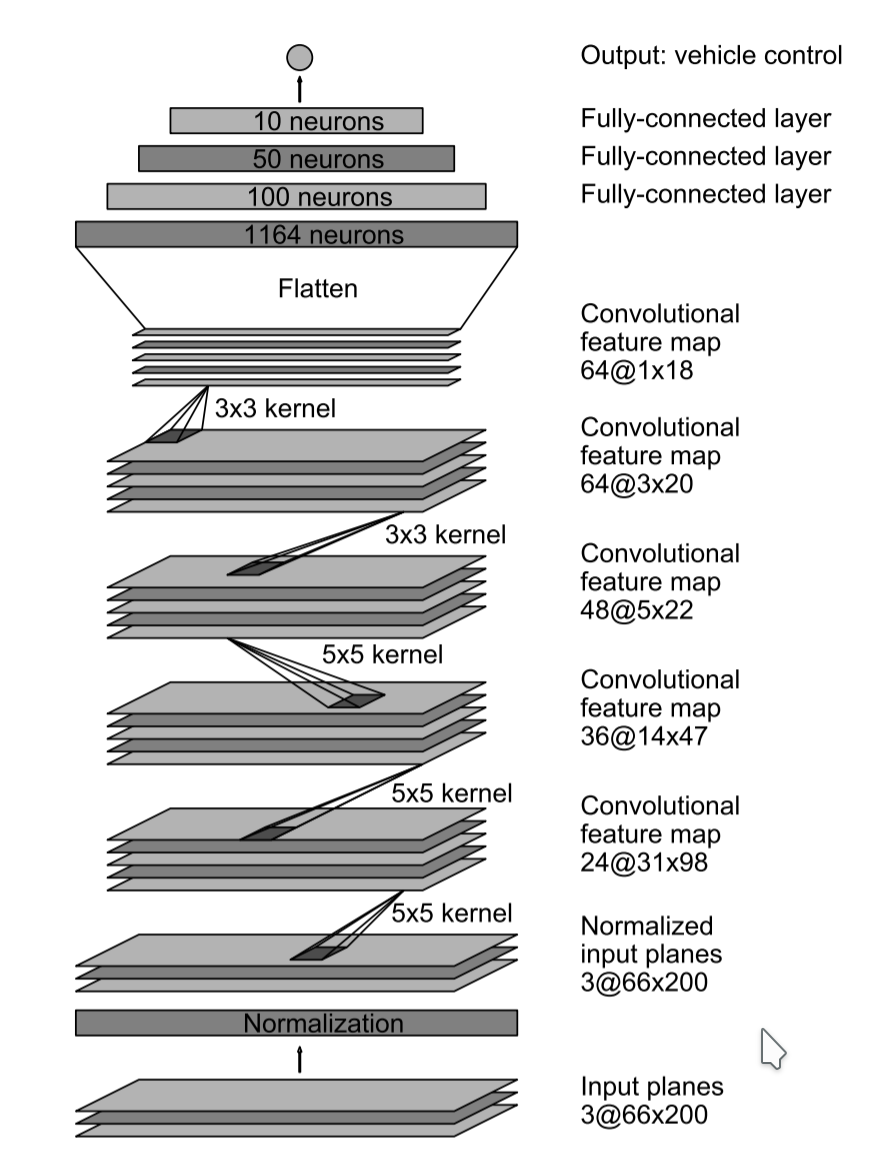 Output: vehicle control
10 neurons
Fully-connected layer
50 neurons
Fully-connected layer
100 neurons
Fully-connected layer
1164 neurons
Flatten
Convolutional
feature map
64@1x18
3x3 kernel
Convolutional
feature map
64@3x20
3x3 kernel
Convolutional
feature map
48@5x22
5x5 kernel
Convolutional
feature map
36@14x47
5x5 kernel
Convolutional
feature map
24@31x98
5x5 kernel
Normalized
input planes
3@66x200
Normalization
Input planes
3@66x200